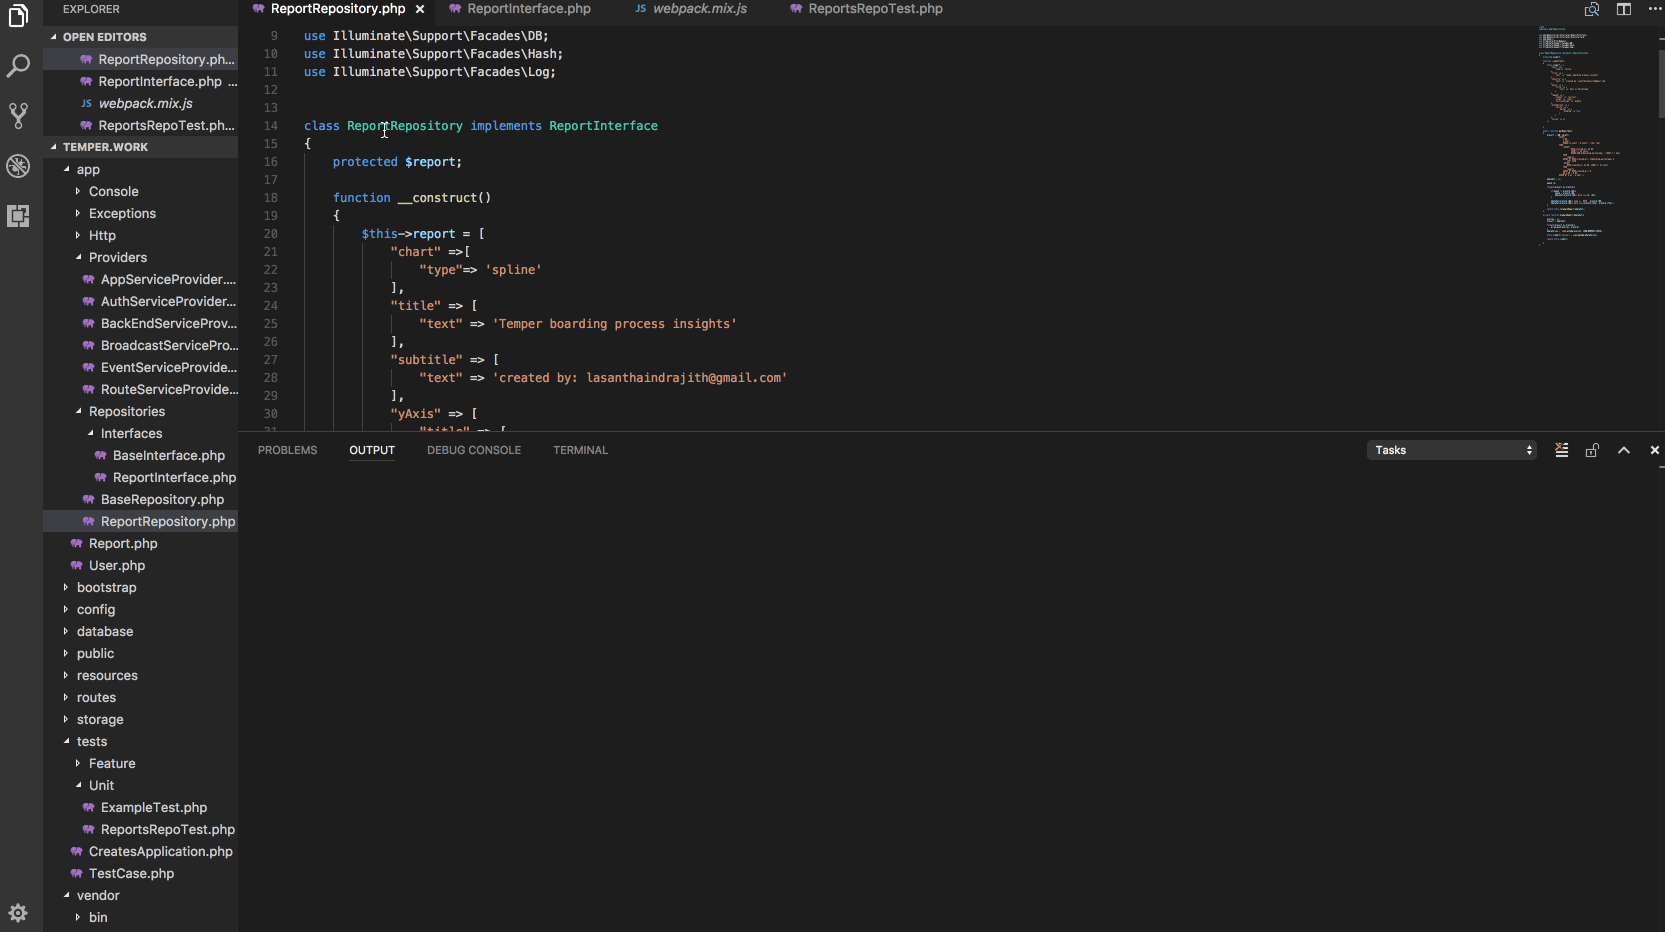 EXPLORER
OPEN EDITORS
ReportRepository.ph...
ReportInterface.php ...
JS webpack.mix.js
ReportsRepoTest.ph...
TEMPER.WORK
app
Console
Exceptions
Http
Providers
AppServiceProvider....
AuthServiceProvider...
BackEndServiceProv...
BroadcastServicePro...
EventServiceProvide...
RouteServiceProvide...
Repositories
Interfaces
BaseInterface.php
ReportInterface.php
BaseRepository.php
ReportRepository.php
Report.php
User.php
bootstrap
config
database
public
resources
routes
storage
tests
Feature
Unit
ExampleTest.php
ReportsRepoTest.php
CreatesApplication.php
TestCase.php
vendor
bin
ReportRepository.php ReportInterface.php JS webpack.mix.js ReportsRepoTest.php
9 use Illuminate\Support\Facades\DB;
10 use Illuminate\Support\Facades\Hash;
11 use Illuminate\Support\Facades\Log;
12
13
14 class ReportRepository implements ReportInterface
15 {
16 protected $report;
17
18 function __construct()
19 {
20 $this->report = [
21 "chart" =>[
22 "type"=> 'spline'
23 ],
24 "title" => [
25 "text" => 'Temper boarding process insights'
26 ],
27 "subtitle" => [
28 "text" => 'created by: lasanthaindrajith@gmail.com'
29 ],
30 "yAxis" => [
31 "title" => [
PROBLEMS OUTPUT DEBUG CONSOLE TERMINAL Tasks